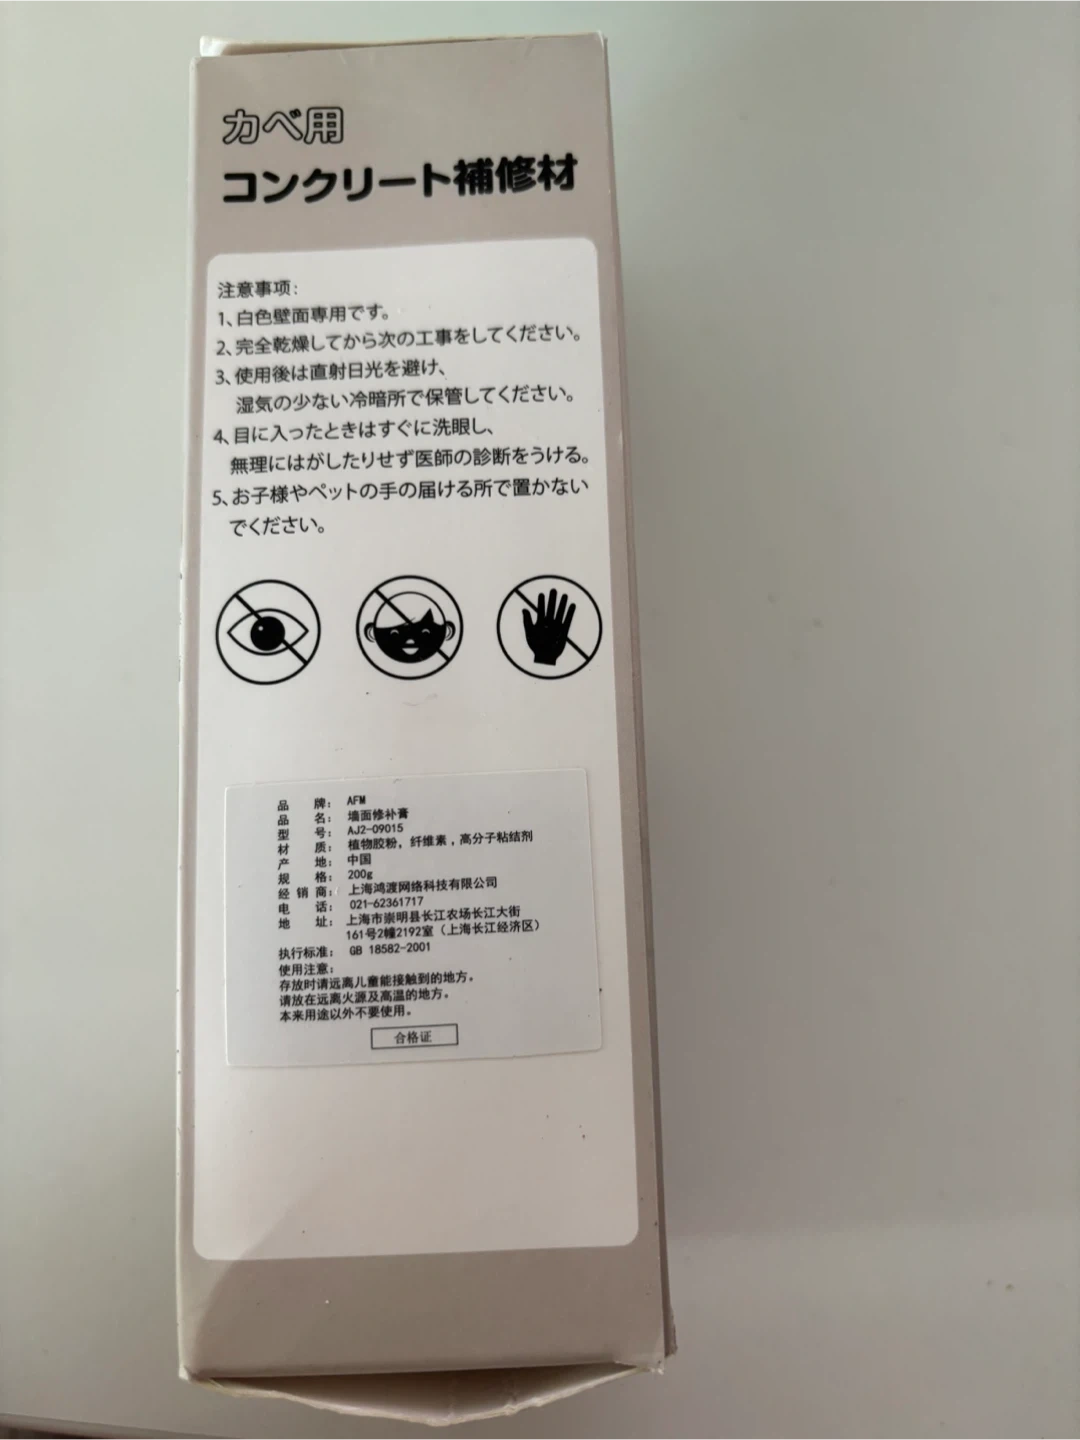 カベ用
コンクリート補修材
注意事项:
1、白色壁面専用です。
2、完全乾燥してから次の工事をしてください。
3、使用後は直射日光を避け、
湿気の少ない冷暗所で保管してください。
4、目に入ったときはすぐに洗眼し、
無理にはがしたりせず医師の診断をうける。
5、お子様やペットの手の届ける所で置かない
でください。
品 牌: AFM
品 名: 墙面修补膏
型 号: AJ2-09015
材 质: 植物胶粉，纤维素，高分子粘结剂
产 地: 中国
规 格: 200g
经 销 商: 上海鸿渡网络科技有限公司
电 话: 021-62361717
地 址: 上海市崇明县长江农场长江大街
161号2幢2192室（上海长江经济区）
执行标准: GB 18582-2001
使用注意:
存放时请远离儿童能接触到的地方。
请放在远离火源及高温的地方。
本来用途以外不要使用。
合格证